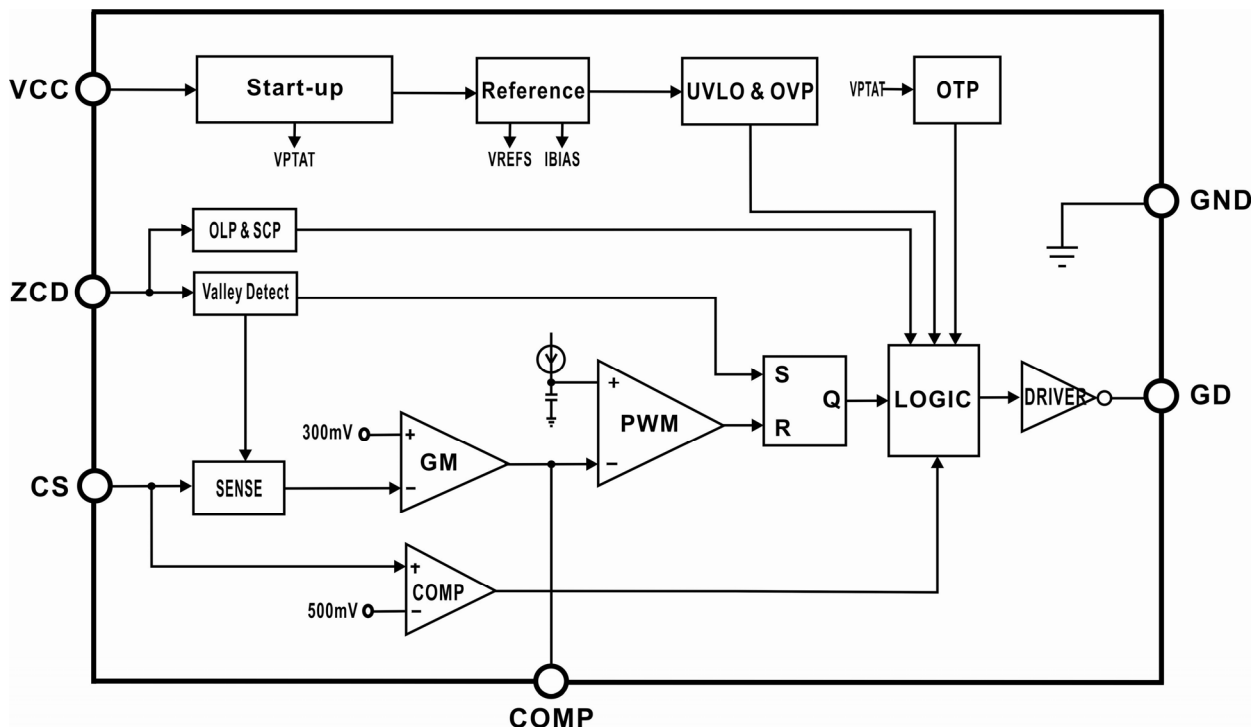 VCC
Start-up
Reference
UVLO & OVP
VPTAT
OTP
VPTAT
VREFS
IBIAS
GND
OLP & SCP
ZCD
Valley Detect
S
Q
R
LOGIC
DRIVER
GD
+
PWM
−
300mV
+
GM
−
CS
SENSE
+
COMP
500mV
−
COMP